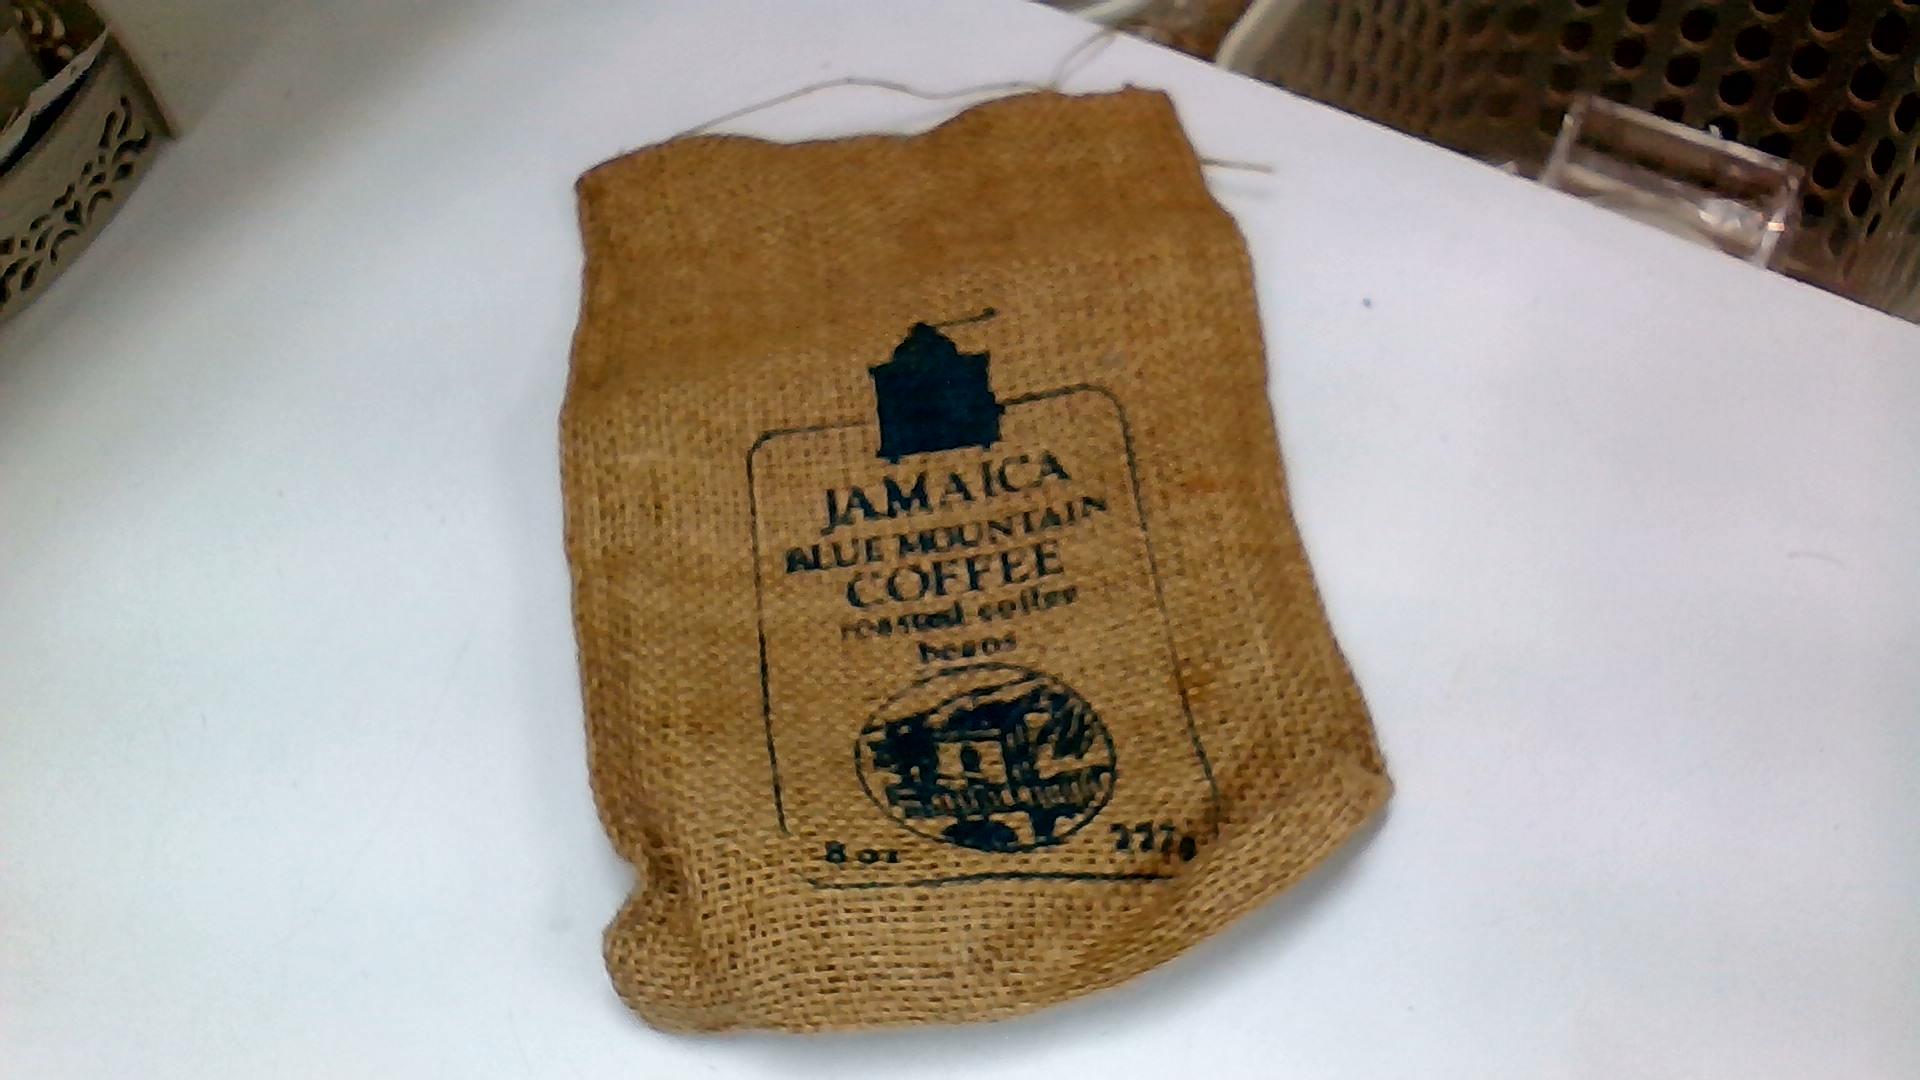 JAMAICA
BLUE MOUNTAIN
COFFEE
roasted coffee
beans
8 oz 227g